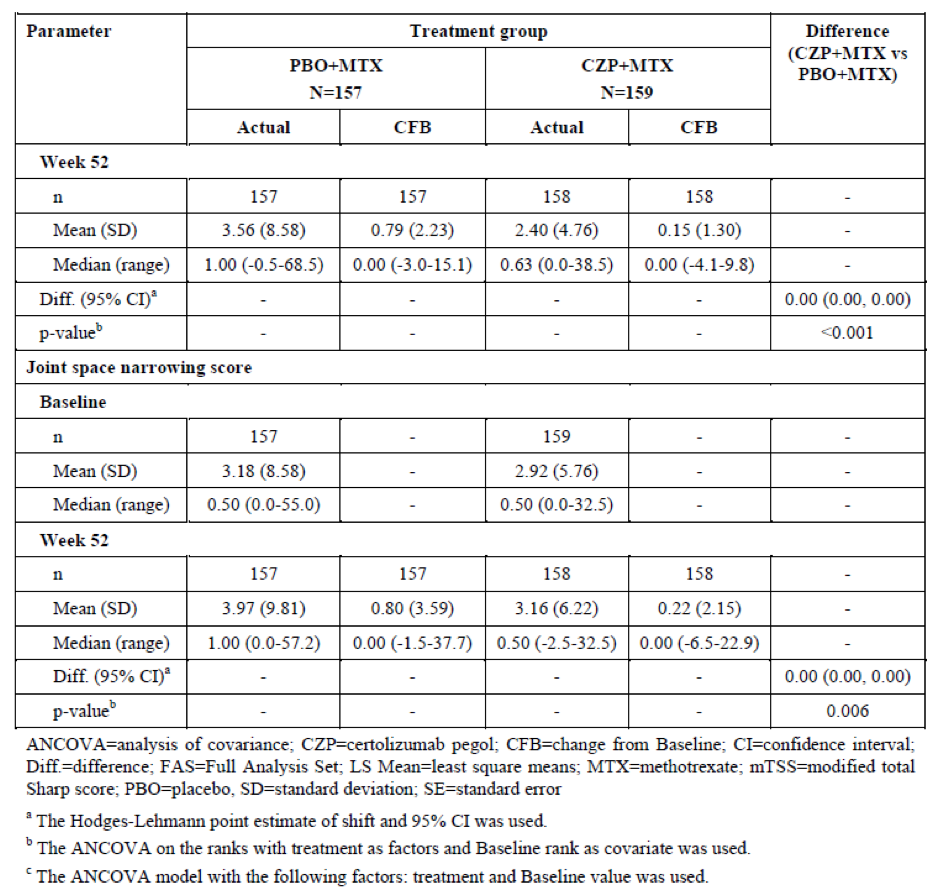 Parameter Treatment group Difference
(CZP+MTX vs
PBO+MTX)
PBO+MTX CZP+MTX
N=157 N=159
Actual CFB Actual CFB
Week 52
n 157 157 158 158 -
Mean (SD) 3.56 (8.58) 0.79 (2.23) 2.40 (4.76) 0.15 (1.30) -
Median (range) 1.00 (-0.5-68.5) 0.00 (-3.0-15.1) 0.63 (0.0-38.5) 0.00 (-4.1-9.8) -
Diff. (95% CI)a - - - - 0.00 (0.00, 0.00)
p-valueb - - - - <0.001
Joint space narrowing score
Baseline
n 157 - 159 - -
Mean (SD) 3.18 (8.58) - 2.92 (5.76) - -
Median (range) 0.50 (0.0-55.0) - 0.50 (0.0-32.5) - -
Week 52
n 157 157 158 158 -
Mean (SD) 3.97 (9.81) 0.80 (3.59) 3.16 (6.22) 0.22 (2.15) -
Median (range) 1.00 (0.0-57.2) 0.00 (-1.5-37.7) 0.50 (-2.5-32.5) 0.00 (-6.5-22.9) -
Diff. (95% CI)a - - - - 0.00 (0.00, 0.00)
p-valueb - - - - 0.006
ANCOVA=analysis of covariance; CZP=certolizumab pegol; CFB=change from Baseline; CI=confidence interval;
Diff.=difference; FAS=Full Analysis Set; LS Mean=least square means; MTX=methotrexate; mTSS=modified total
Sharp score; PBO=placebo, SD=standard deviation; SE=standard error
a The Hodges-Lehmann point estimate of shift and 95% CI was used.
b The ANCOVA on the ranks with treatment as factors and Baseline rank as covariate was used.
c The ANCOVA model with the following factors: treatment and Baseline value was used.